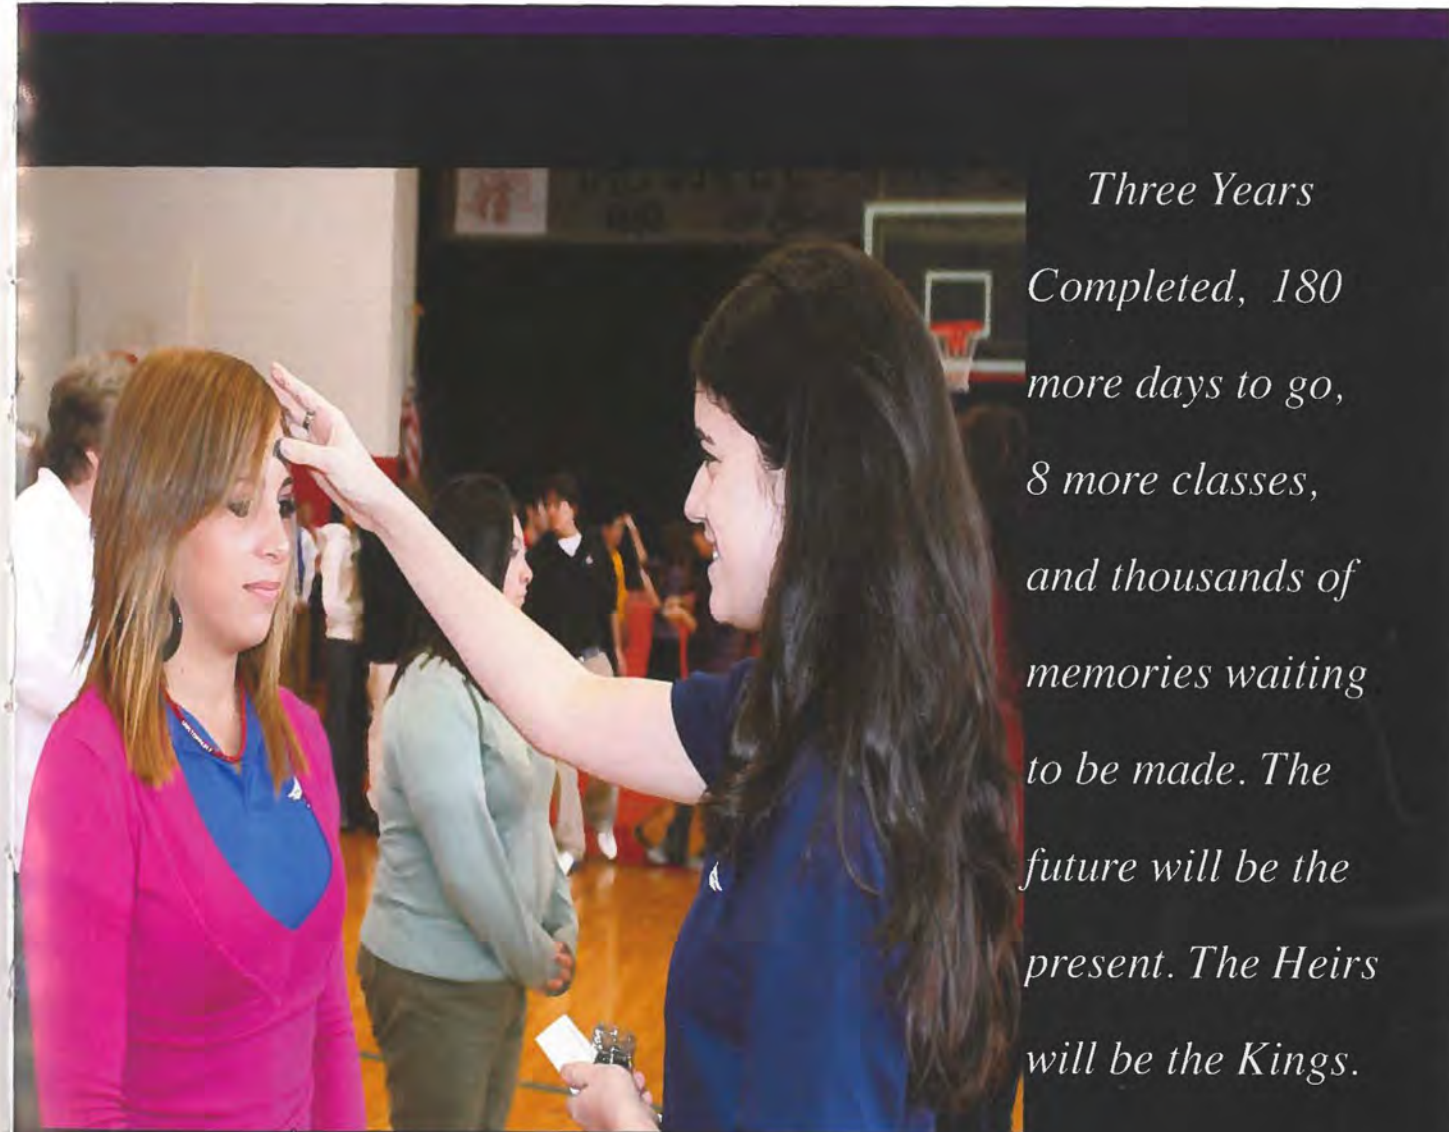 Three Years
Completed, 180
more days to go,
8 more classes,
and thousands of
memories waiting
to be made. The
future will be the
present. The Heirs
will be the Kings.